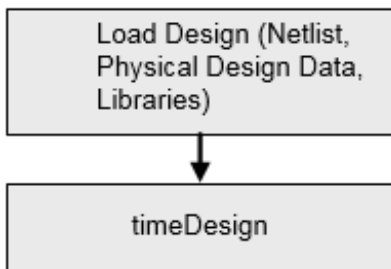 Load Design (Netlist,
Physical Design Data,
Libraries)
timeDesign